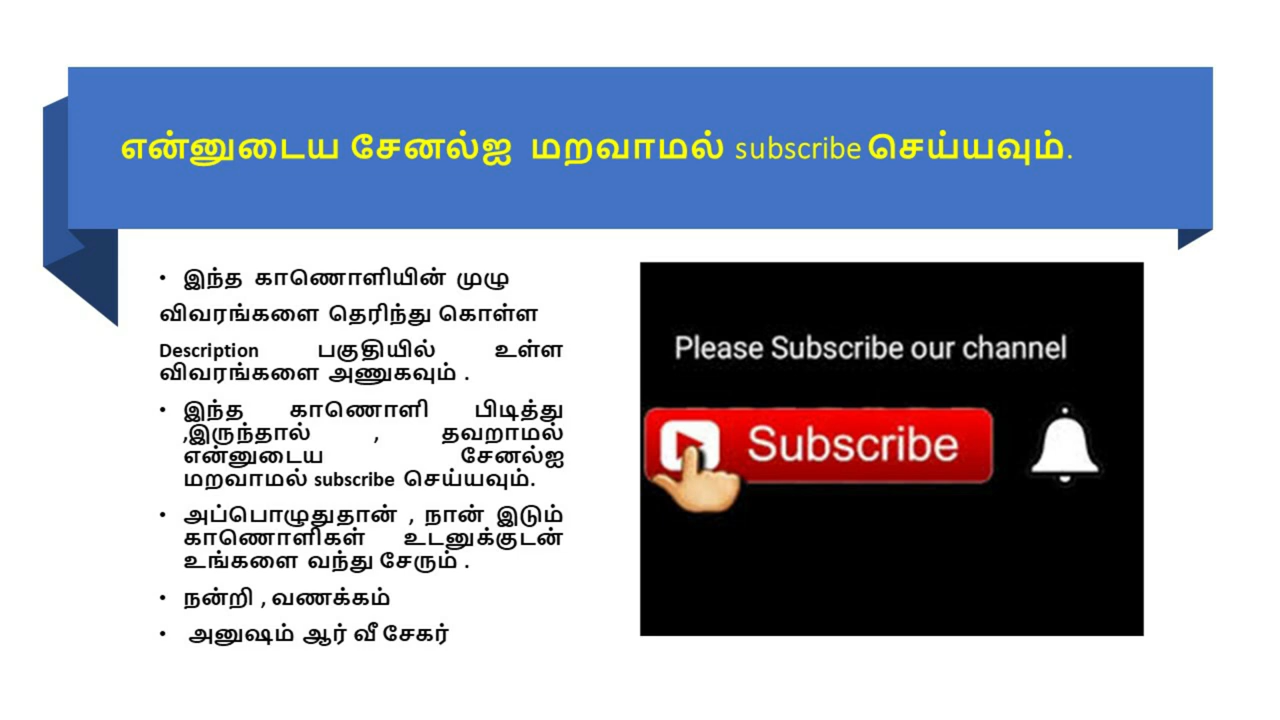 என்னுடைய சேனல்ஐ மறவாமல் subscribe செய்யவும்.
• இந்த காணொளியின் முழு
விவரங்களை தெரிந்து கொள்ள
Description பகுதியில் உள்ள
விவரங்களை அணுகவும் .
• இந்த காணொளி பிடித்து
,இருந்தால் , தவறாமல்
என்னுடைய சேனல்ஐ
மறவாமல் subscribe செய்யவும்.
• அப்பொழுதுதான் , நான் இடும்
காணொளிகள் உடனுக்குடன்
உங்களை வந்து சேரும் .
• நன்றி , வணக்கம்
• அனுஷம் ஆர் வீ சேகர்
Please Subscribe our channel
Subscribe